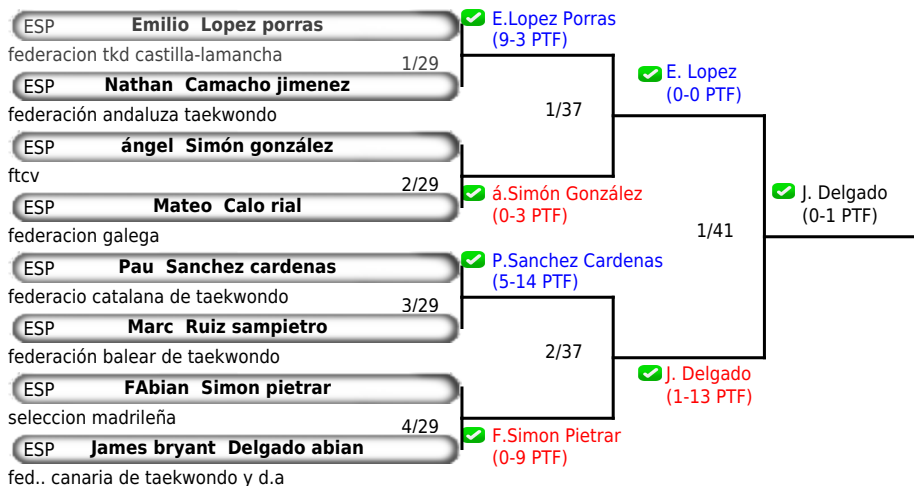 ESP Emilio Lopez porras
federacion tkd castilla-lamancha
1/29
ESP Nathan Camacho jimenez
federación andaluza taekwondo
ESP ángel Simón gonzález
ftcv
2/29
ESP Mateo Calo rial
federacion galega
ESP Pau Sanchez cardenas
federacio catalana de taekwondo
3/29
ESP Marc Ruiz sampietro
federación balear de taekwondo
ESP FAbian Simon pietrar
seleccion madrileña
4/29
ESP James bryant Delgado abian
fed.. canaria de taekwondo y d.a
E.Lopez Porras
(9-3 PTF)
1/37
á.Simón González
(0-3 PTF)
P.Sanchez Cardenas
(5-14 PTF)
2/37
F.Simon Pietrar
(0-9 PTF)
E. Lopez
(0-0 PTF)
1/41
J. Delgado
(1-13 PTF)
J. Delgado
(0-1 PTF)